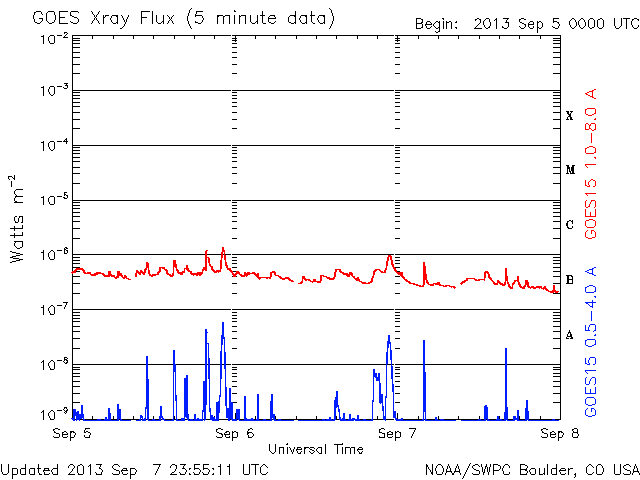 GOES Xray Flux (5 minute data)
Begin: 2013 Sep 5 0000 UTC
10-2
10-3
10-4
10-5
10-6
10-7
10-8
10-9
Watts m-2
X
M
C
B
A
GOES15 1.0-8.0 A
GOES15 0.5-4.0 A
Sep 5
Sep 6
Sep 7
Sep 8
Universal Time
Updated 2013 Sep 7 23:55:11 UTC
NOAA/SWPC Boulder, CO USA